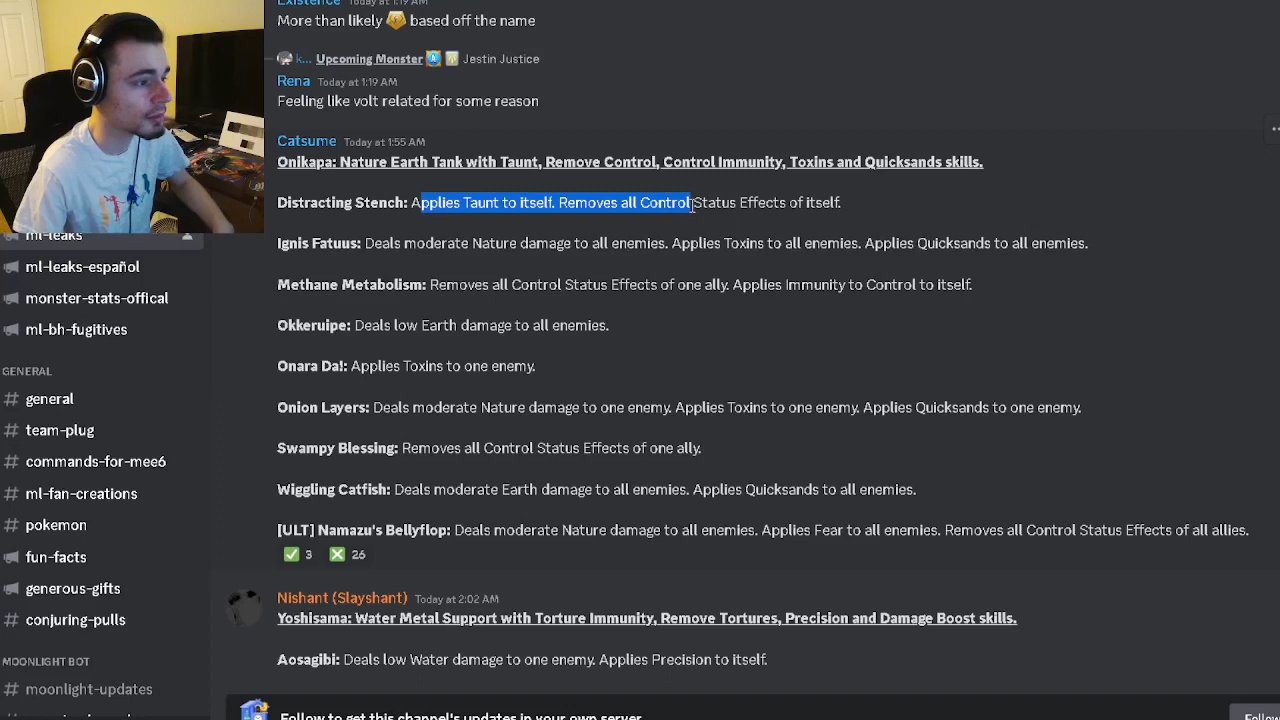 Existence Today at 1:19 AM
More than likely based off the name
k... Upcoming Monster Jestin Justice
Rena Today at 1:19 AM
Feeling like volt related for some reason
Catsume Today at 1:55 AM
Onikapa: Nature Earth Tank with Taunt, Remove Control, Control Immunity, Toxins and Quicksands skills.
Distracting Stench: Applies Taunt to itself. Removes all Control Status Effects of itself.
Ignis Fatuus: Deals moderate Nature damage to all enemies. Applies Toxins to all enemies. Applies Quicksands to all enemies.
Methane Metabolism: Removes all Control Status Effects of one ally. Applies Immunity to Control to itself.
Okkeruipe: Deals low Earth damage to all enemies.
Onara Da!: Applies Toxins to one enemy.
Onion Layers: Deals moderate Nature damage to one enemy. Applies Toxins to one enemy. Applies Quicksands to one enemy.
Swampy Blessing: Removes all Control Status Effects of one ally.
Wiggling Catfish: Deals moderate Earth damage to all enemies. Applies Quicksands to all enemies.
[ULT] Namazu's Bellyflop: Deals moderate Nature damage to all enemies. Applies Fear to all enemies. Removes all Control Status Effects of all allies.
3 26
Nishant (Slayshant) Today at 2:02 AM
Yoshisama: Water Metal Support with Torture Immunity, Remove Tortures, Precision and Damage Boost skills.
Aosagibi: Deals low Water damage to one enemy. Applies Precision to itself.
Follow to get this channel's updates in your own server
Follow
ml-leaks
ml-leaks-español
monster-stats-offical
ml-bh-fugitives
GENERAL
general
team-plug
commands-for-mee6
ml-fan-creations
pokemon
fun-facts
generous-gifts
conjuring-pulls
MOONLIGHT BOT
moonlight-updates